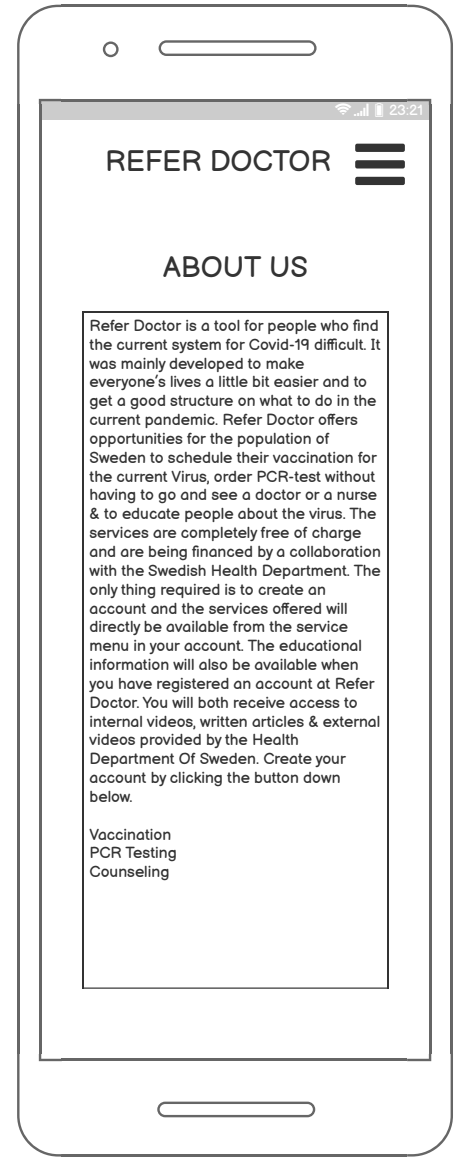 23:21
REFER DOCTOR
ABOUT US
Refer Doctor is a tool for people who find
the current system for Covid-19 difficult. It
was mainly developed to make
everyone's lives a little bit easier and to
get a good structure on what to do in the
current pandemic. Refer Doctor offers
opportunities for the population of
Sweden to schedule their vaccination for
the current Virus, order PCR-test without
having to go and see a doctor or a nurse
& to educate people about the virus. The
services are completely free of charge
and are being financed by a collaboration
with the Swedish Health Department. The
only thing required is to create an
account and the services offered will
directly be available from the service
menu in your account. The educational
information will also be available when
you have registered an account at Refer
Doctor. You will both receive access to
internal videos, written articles & external
videos provided by the Health
Department Of Sweden. Create your
account by clicking the button down
below.
Vaccination
PCR Testing
Counseling